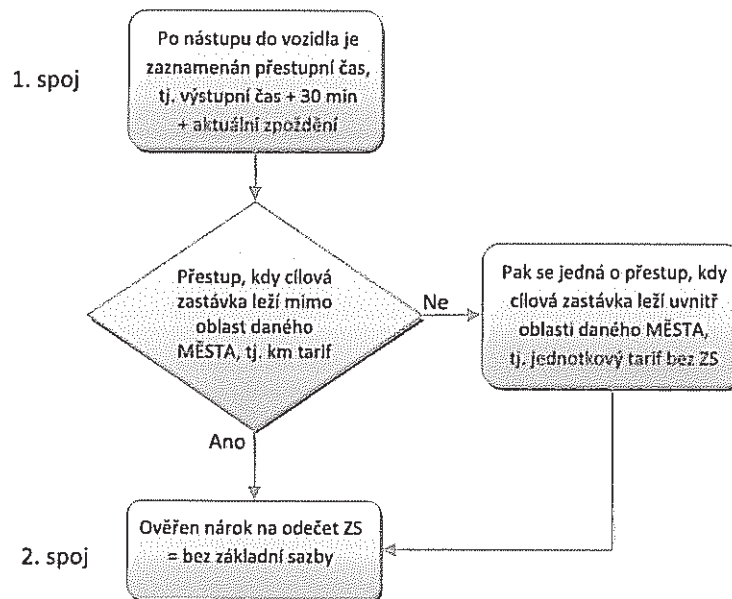 1. spoj
Po nástupu do vozidla je
zaznamenán přestupní čas,
tj. výstupní čas + 30 min
+ aktuální zpoždění
Přestup, kdy cílová
zastávka leží mimo
oblast daného
MĚSTA, tj. km tarif
Ne
Pak se jedná o přestup, kdy
cílová zastávka leží uvnitř
oblasti daného MĚSTA,
tj. jednotkový tarif bez ZS
Ano
2. spoj
Ověřen nárok na odečet ZS
= bez základní sazby